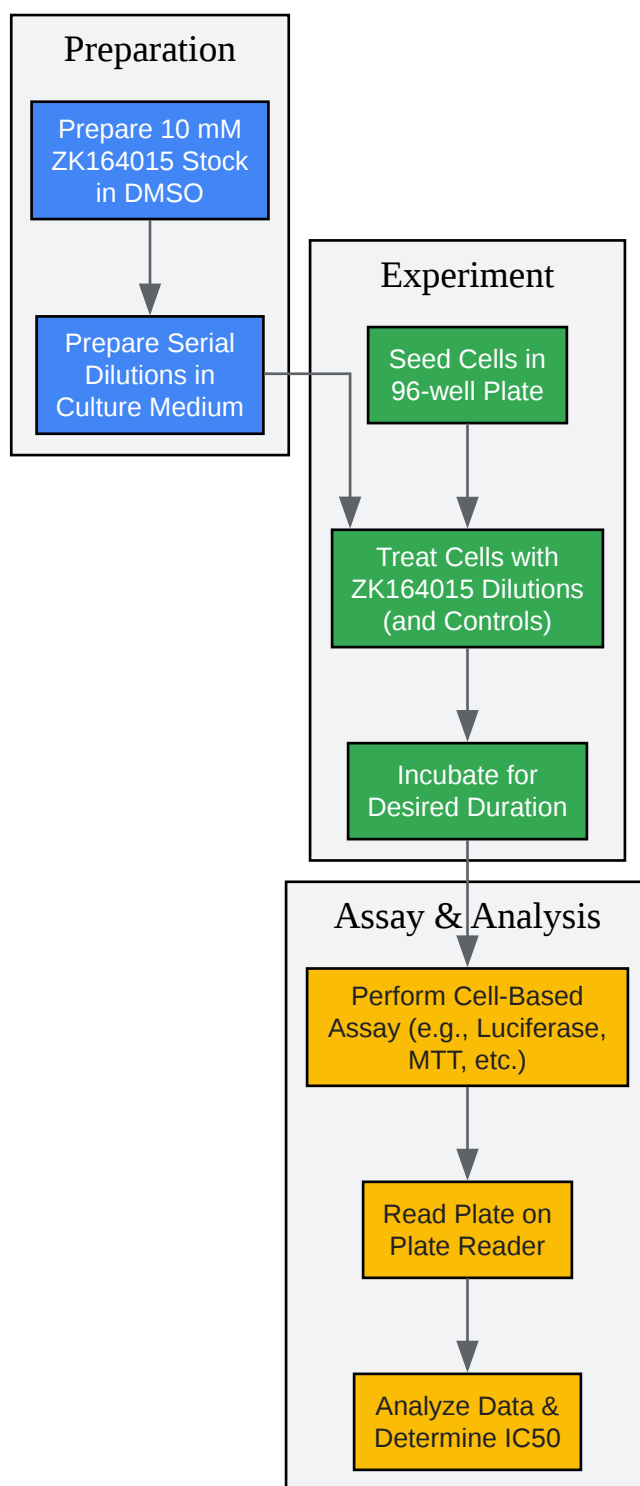 Preparation
Prepare 10 mM
ZK164015 Stock
in DMSO
Prepare Serial
Dilutions in
Culture Medium
Experiment
Seed Cells in
96-well Plate
Treat Cells with
ZK164015 Dilutions
(and Controls)
Incubate for
Desired Duration
Assay & Analysis
Perform Cell-Based
Assay (e.g., Luciferase,
MTT, etc.)
Read Plate on
Plate Reader
Analyze Data &
Determine IC50